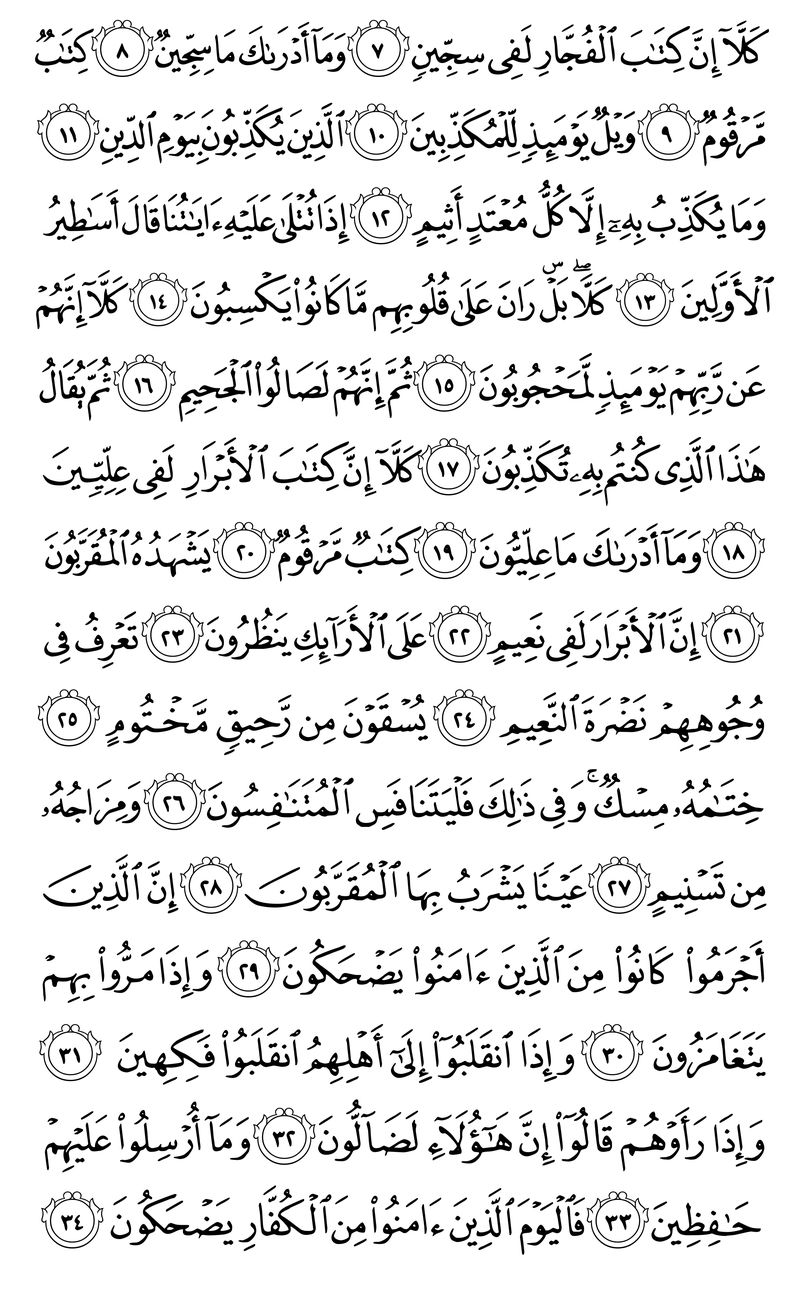 كَلَّآ إِنَّ كِتَٰبَ ٱلْفُجَّارِ لَفِى سِجِّينٍ ٧ وَمَآ أَدْرَىٰكَ مَا سِجِّينٌ ٨ كِتَٰبٌ
مَّرْقُومٌ ٩ وَيْلٌ يَوْمَئِذٍ لِّلْمُكَذِّبِينَ ١٠ ٱلَّذِينَ يُكَذِّبُونَ بِيَوْمِ ٱلدِّينِ ١١
وَمَا يُكَذِّبُ بِهِۦٓ إِلَّا كُلُّ مُعْتَدٍ أَثِيمٍ ١٢ إِذَا تُتْلَىٰ عَلَيْهِ ءَايَٰتُنَا قَالَ أَسَٰطِيرُ
ٱلْأَوَّلِينَ ١٣ كَلَّا ۖ بَلْ ۜ رَانَ عَلَىٰ قُلُوبِهِم مَّا كَانُوا۟ يَكْسِبُونَ ١٤ كَلَّآ إِنَّهُمْ
عَن رَّبِّهِمْ يَوْمَئِذٍ لَّمَحْجُوبُونَ ١٥ ثُمَّ إِنَّهُمْ لَصَالُوا۟ ٱلْجَحِيمِ ١٦ ثُمَّ يُقَالُ
هَٰذَا ٱلَّذِى كُنتُم بِهِۦ تُكَذِّبُونَ ١٧ كَلَّآ إِنَّ كِتَٰبَ ٱلْأَبْرَارِ لَفِى عِلِّيِّينَ
١٨ وَمَآ أَدْرَىٰكَ مَا عِلِّيُّونَ ١٩ كِتَٰبٌ مَّرْقُومٌ ٢٠ يَشْهَدُهُ ٱلْمُقَرَّبُونَ
٢١ إِنَّ ٱلْأَبْرَارَ لَفِى نَعِيمٍ ٢٢ عَلَى ٱلْأَرَآئِكِ يَنظُرُونَ ٢٣ تَعْرِفُ فِى
وُجُوهِهِمْ نَضْرَةَ ٱلنَّعِيمِ ٢٤ يُسْقَوْنَ مِن رَّحِيقٍ مَّخْتُومٍ ٢٥
خِتَٰمُهُۥ مِسْكٌ ۚ وَفِى ذَٰلِكَ فَلْيَتَنَافَسِ ٱلْمُتَنَٰفِسُونَ ٢٦ وَمِزَاجُهُۥ
مِن تَسْنِيمٍ ٢٧ عَيْنًا يَشْرَبُ بِهَا ٱلْمُقَرَّبُونَ ٢٨ إِنَّ ٱلَّذِينَ
أَجْرَمُوا۟ كَانُوا۟ مِنَ ٱلَّذِينَ ءَامَنُوا۟ يَضْحَكُونَ ٢٩ وَإِذَا مَرُّوا۟ بِهِمْ
يَتَغَامَزُونَ ٣٠ وَإِذَا ٱنقَلَبُوٓا۟ إِلَىٰٓ أَهْلِهِمُ ٱنقَلَبُوا۟ فَكِهِينَ ٣١
وَإِذَا رَأَوْهُمْ قَالُوٓا۟ إِنَّ هَٰٓؤُلَآءِ لَضَآلُّونَ ٣٢ وَمَآ أُرْسِلُوا۟ عَلَيْهِمْ
حَٰفِظِينَ ٣٣ فَٱلْيَوْمَ ٱلَّذِينَ ءَامَنُوا۟ مِنَ ٱلْكُفَّارِ يَضْحَكُونَ ٣٤